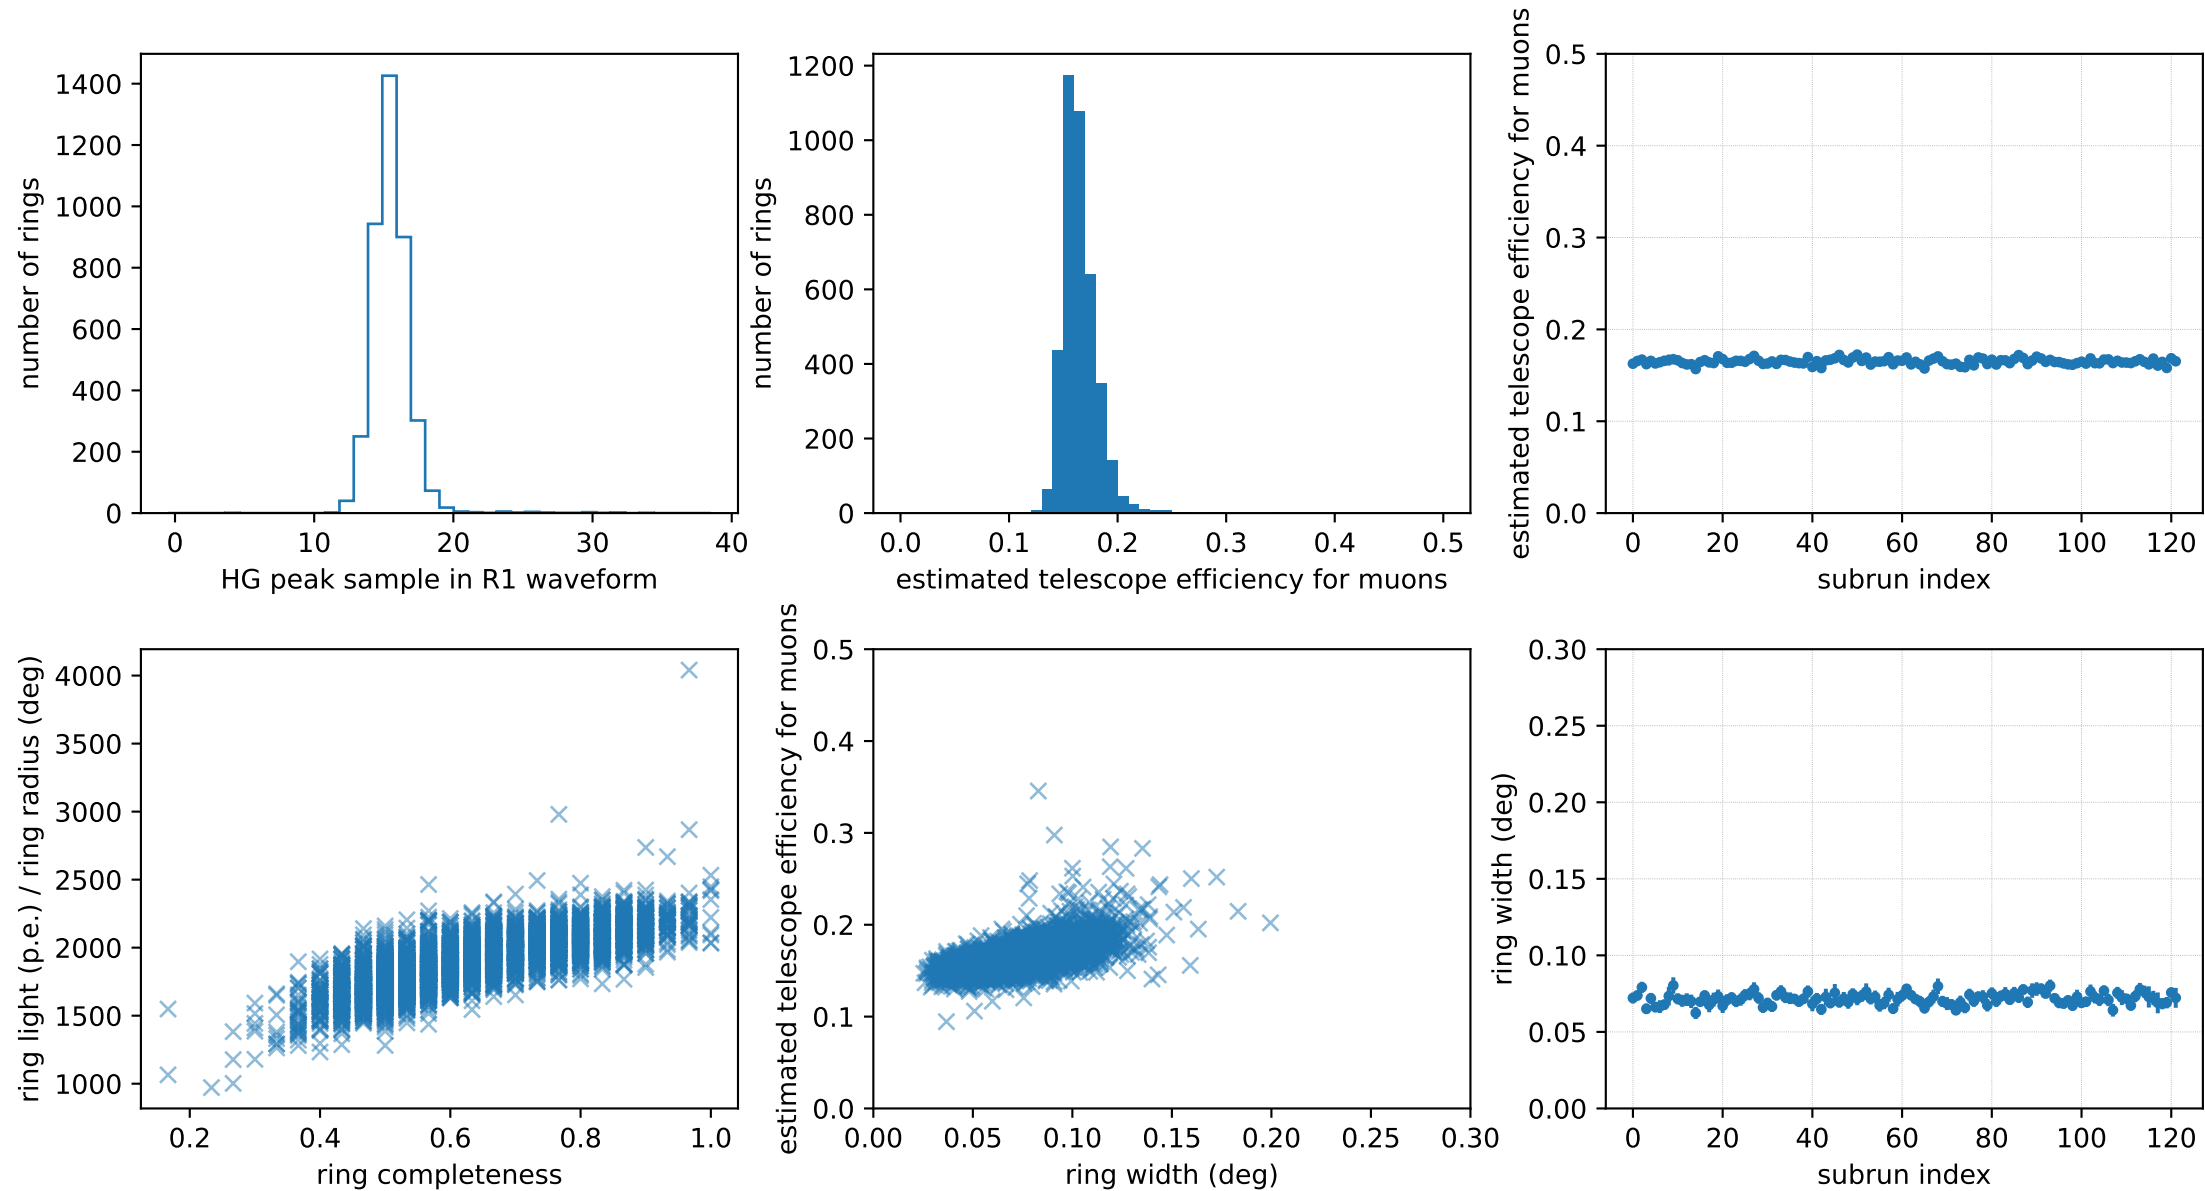 1400
1200
1000
800
600
400
200
0
number of rings
0 10 20 30 40
HG peak sample in R1 waveform
1200
1000
800
600
400
200
0
number of rings
0.0 0.1 0.2 0.3 0.4 0.5
estimated telescope efficiency for muons
0.5
0.4
0.3
0.2
0.1
0.0
estimated telescope efficiency for muons
0 20 40 60 80 100 120
subrun index
4000
3500
3000
2500
2000
1500
1000
ring light (p.e.) / ring radius (deg)
0.2 0.4 0.6 0.8 1.0
ring completeness
0.5
0.4
0.3
0.2
0.1
0.0
estimated telescope efficiency for muons
0.00 0.05 0.10 0.15 0.20 0.25 0.30
ring width (deg)
0.30
0.25
0.20
0.15
0.10
0.05
0.00
ring width (deg)
0 20 40 60 80 100 120
subrun index